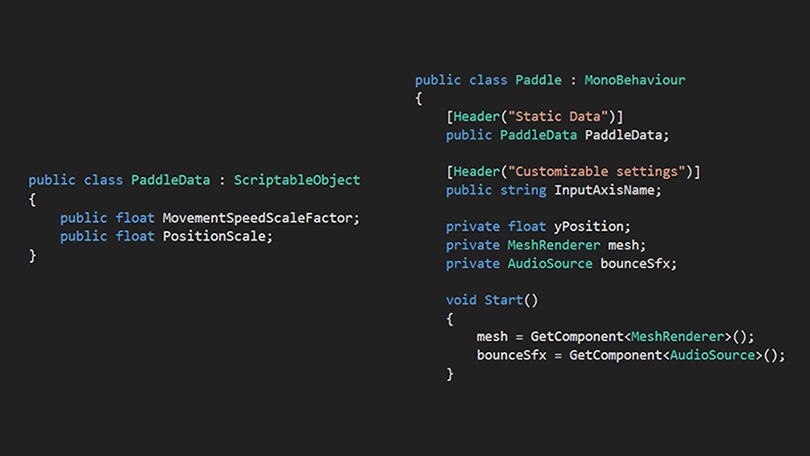 public class PaddleData : ScriptableObject
{
    public float MovementSpeedScaleFactor;
    public float PositionScale;
}
public class Paddle : MonoBehaviour
{
    [Header("Static Data")]
    public PaddleData PaddleData;
    [Header("Customizable settings")]
    public string InputAxisName;
    private float yPosition;
    private MeshRenderer mesh;
    private AudioSource bounceSfx;
    void Start()
    {
        mesh = GetComponent<MeshRenderer>();
        bounceSfx = GetComponent<AudioSource>();
    }